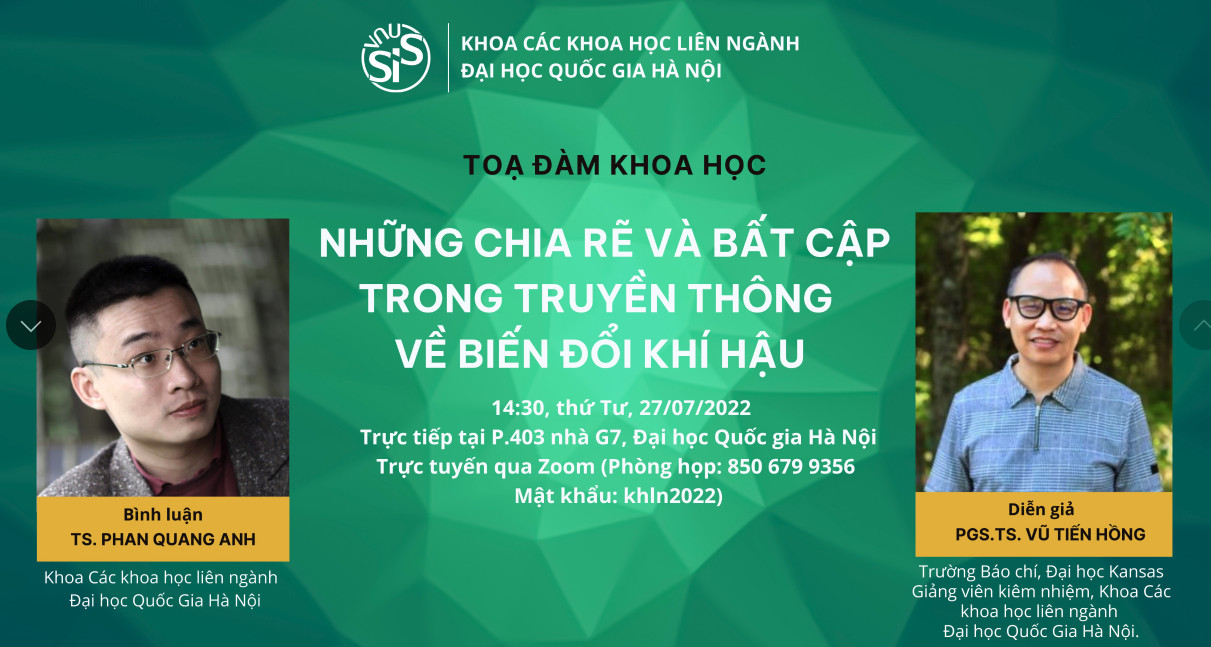 VNU SIS
KHOA CÁC KHOA HỌC LIÊN NGÀNH
ĐẠI HỌC QUỐC GIA HÀ NỘI
TOẠ ĐÀM KHOA HỌC
NHỮNG CHIA RẼ VÀ BẤT CẬP
TRONG TRUYỀN THÔNG
VỀ BIẾN ĐỔI KHÍ HẬU
14:30, thứ Tư, 27/07/2022
Trực tiếp tại P.403 nhà G7, Đại học Quốc gia Hà Nội
Trực tuyến qua Zoom (Phòng họp: 850 679 9356
Mật khẩu: khln2022)
Bình luận
TS. PHAN QUANG ANH
Khoa Các khoa học liên ngành
Đại học Quốc Gia Hà Nội
Diễn giả
PGS.TS. VŨ TIẾN HỒNG
Trường Báo chí, Đại học Kansas
Giảng viên kiêm nhiệm, Khoa Các
khoa học liên ngành
Đại học Quốc Gia Hà Nội.